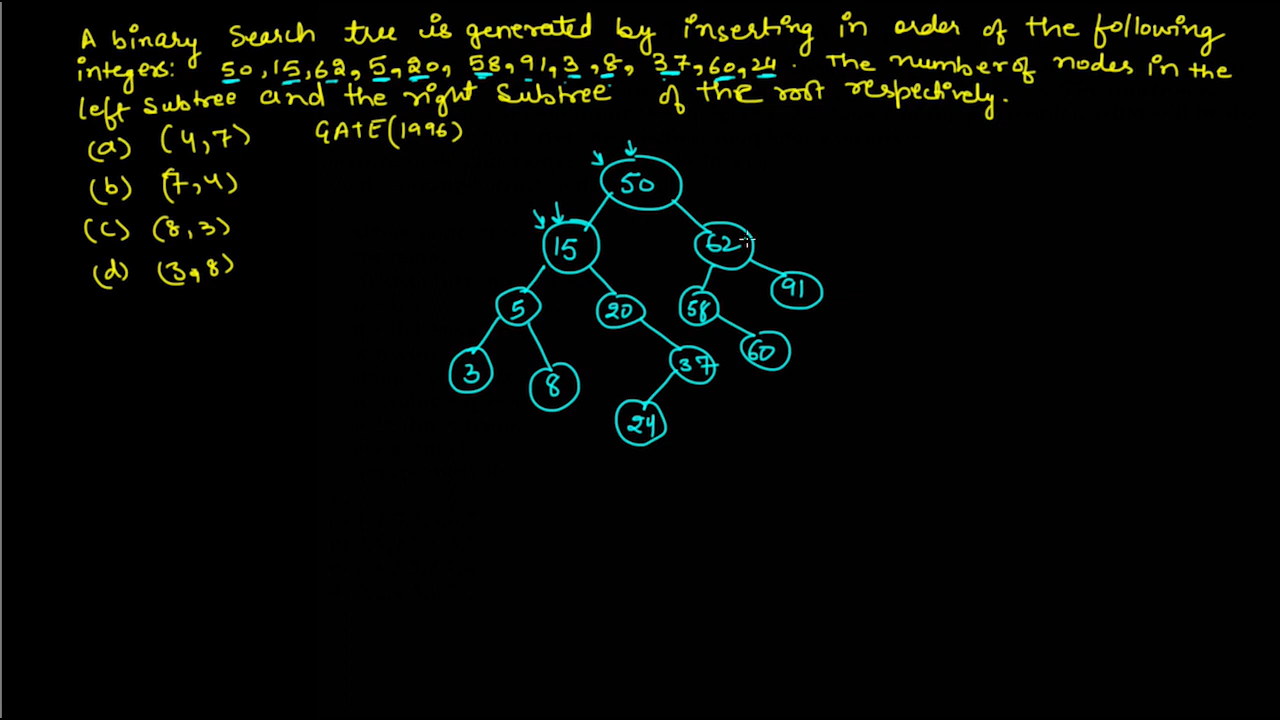 A binary Search tree is generated by inserting in order of the following
integers: 50, 15, 62, 5, 20, 58, 91, 3, 8, 37, 60, 24. The number of nodes in the
left subtree and the right subtree of the root respectively.
(a) (4,7) GATE(1996)
(b) (7,4)
(c) (8,3)
(d) (3,8)
50
15 62
5 20 58 91
3 8 37 60
24